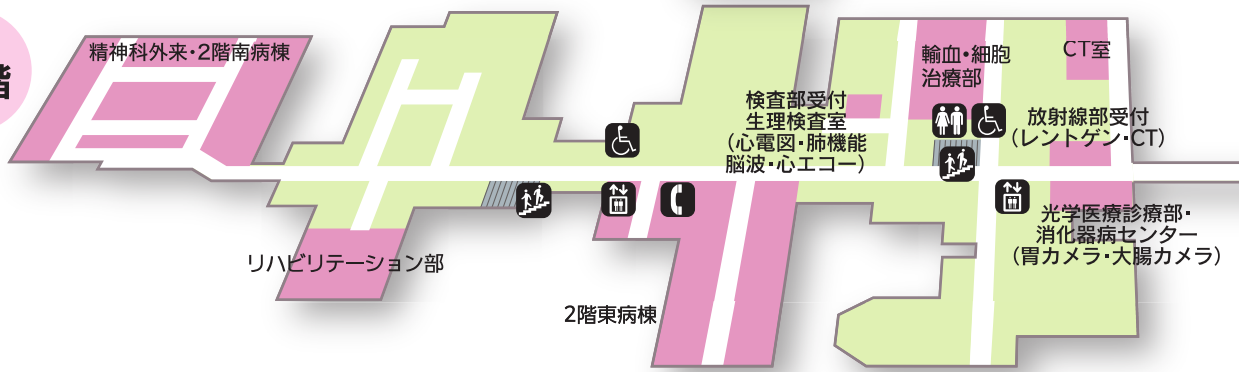 階
精神科外来・2階南病棟
リハビリテーション部
2階東病棟
検査部受付
生理検査室
（心電図・肺機能
脳波・心エコー）
輸血・細胞
治療部
CT室
放射線部受付
（レントゲン・CT）
光学医療診療部・
消化器病センター
（胃カメラ・大腸カメラ）